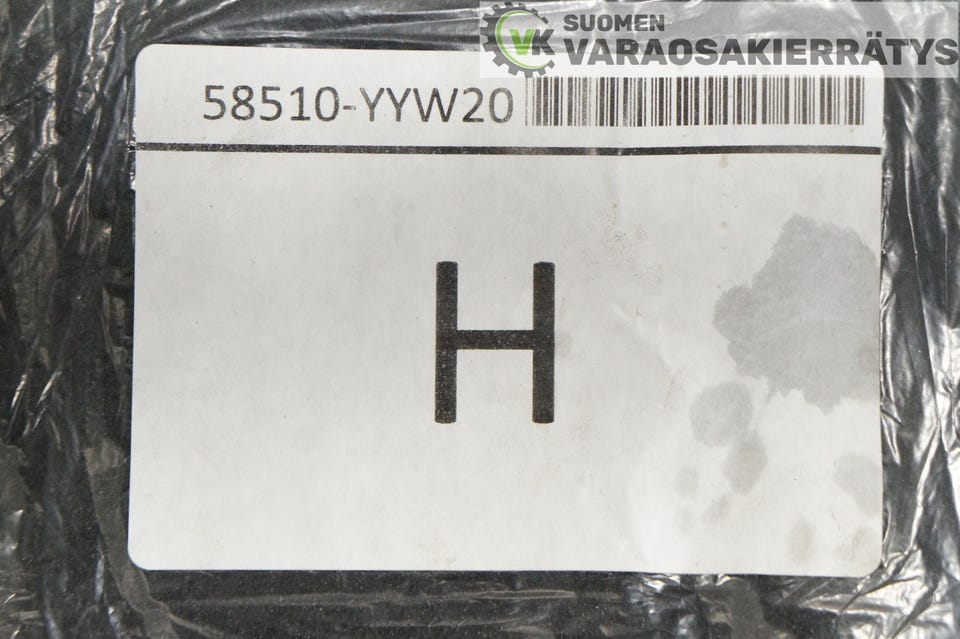 VK
SUOMEN
VARAOSAKIERRÄTYS
58510-YYW20
H